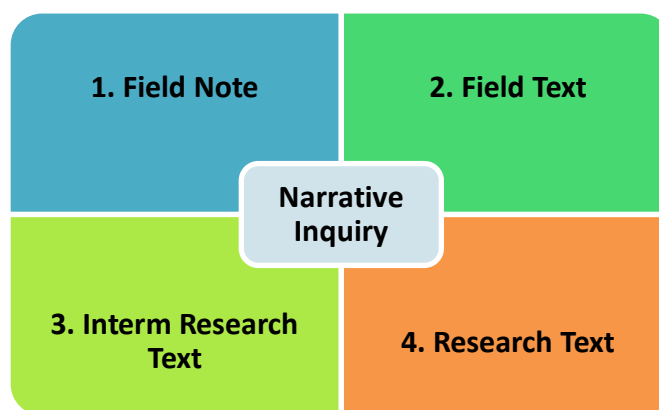 1. Field Note
2. Field Text
Narrative
Inquiry
3. Interm Research
Text
4. Research Text